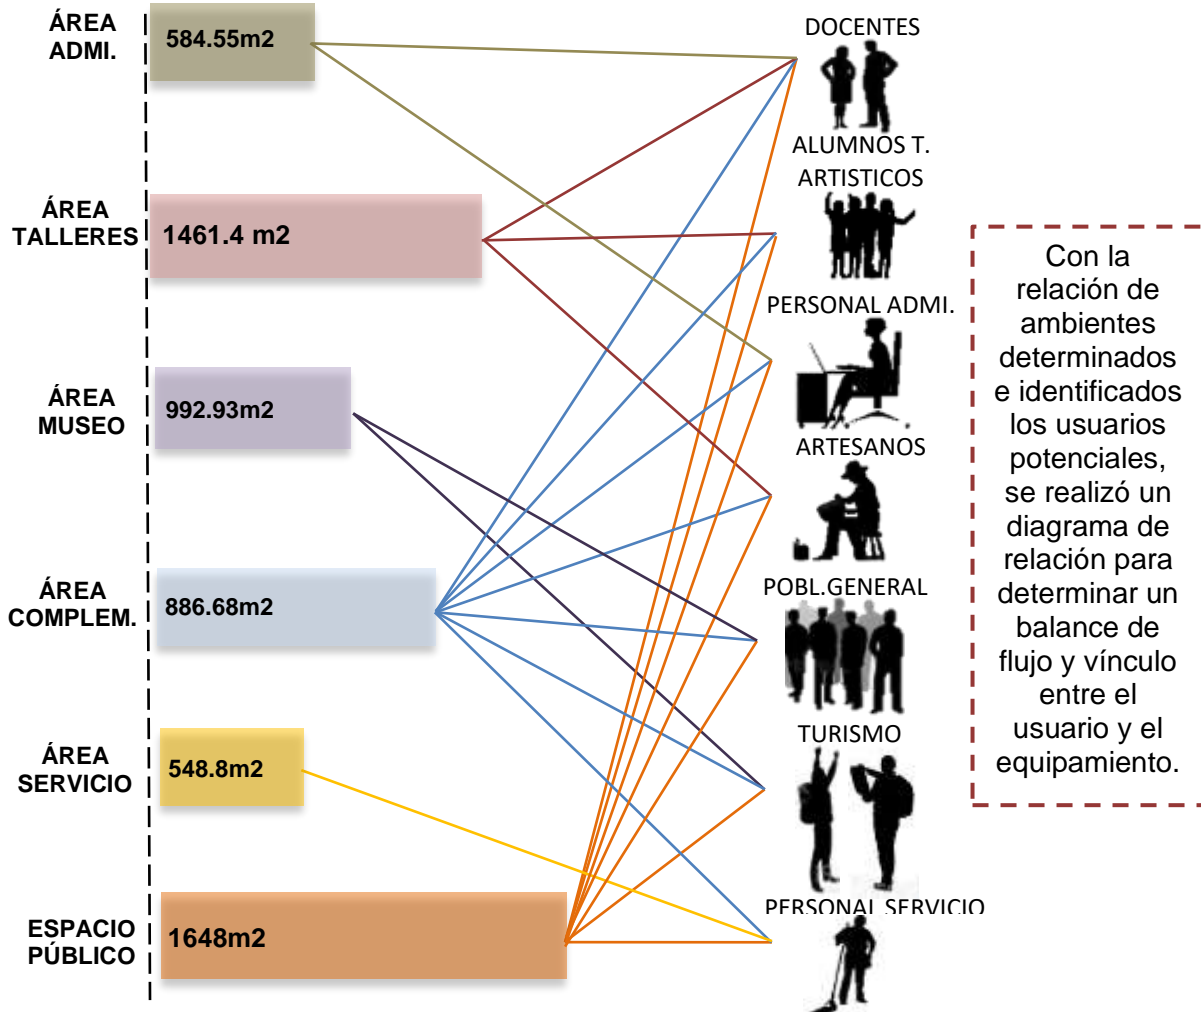 ÁREA
ADMI.
584.55m2
ÁREA
TALLERES
1461.4 m2
ÁREA
MUSEO
992.93m2
ÁREA
COMPLEM.
886.68m2
ÁREA
SERVICIO
548.8m2
ESPACIO
PÚBLICO
1648m2
DOCENTES
ALUMNOS T.
ARTISTICOS
PERSONAL ADMI.
ARTESANOS
POBL.GENERAL
TURISMO
PERSONAL SERVICIO
Con la
relación de
ambientes
determinados
e identificados
los usuarios
potenciales,
se realizó un
diagrama de
relación para
determinar un
balance de
flujo y vínculo
entre el
usuario y el
equipamiento.